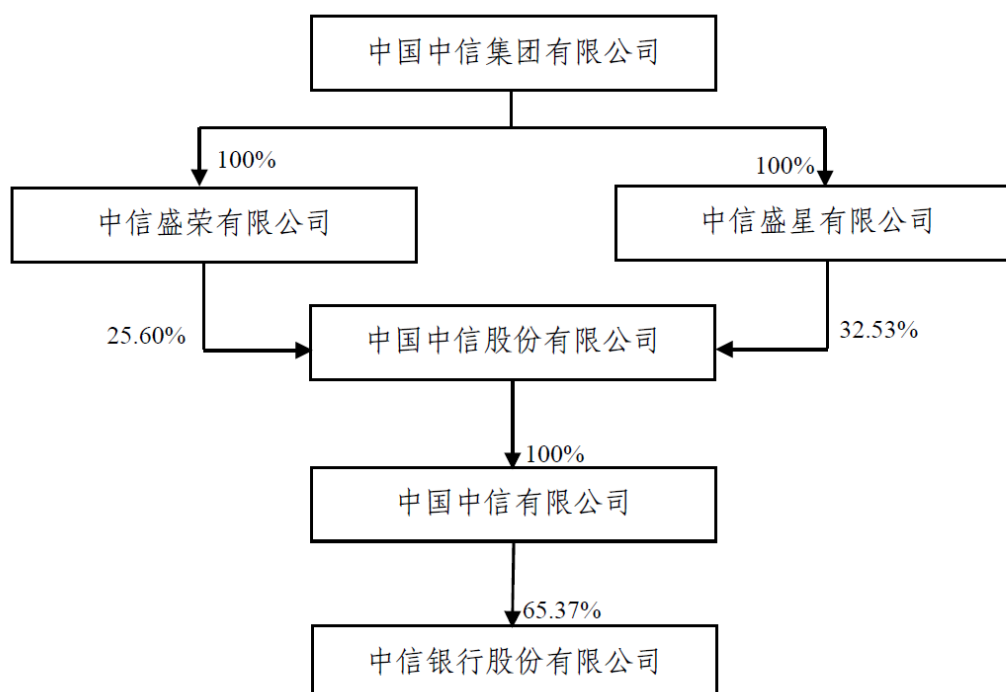 中国中信集团有限公司
100%
100%
中信盛荣有限公司
中信盛星有限公司
25.60%
中国中信股份有限公司
32.53%
100%
中国中信有限公司
65.37%
中信银行股份有限公司